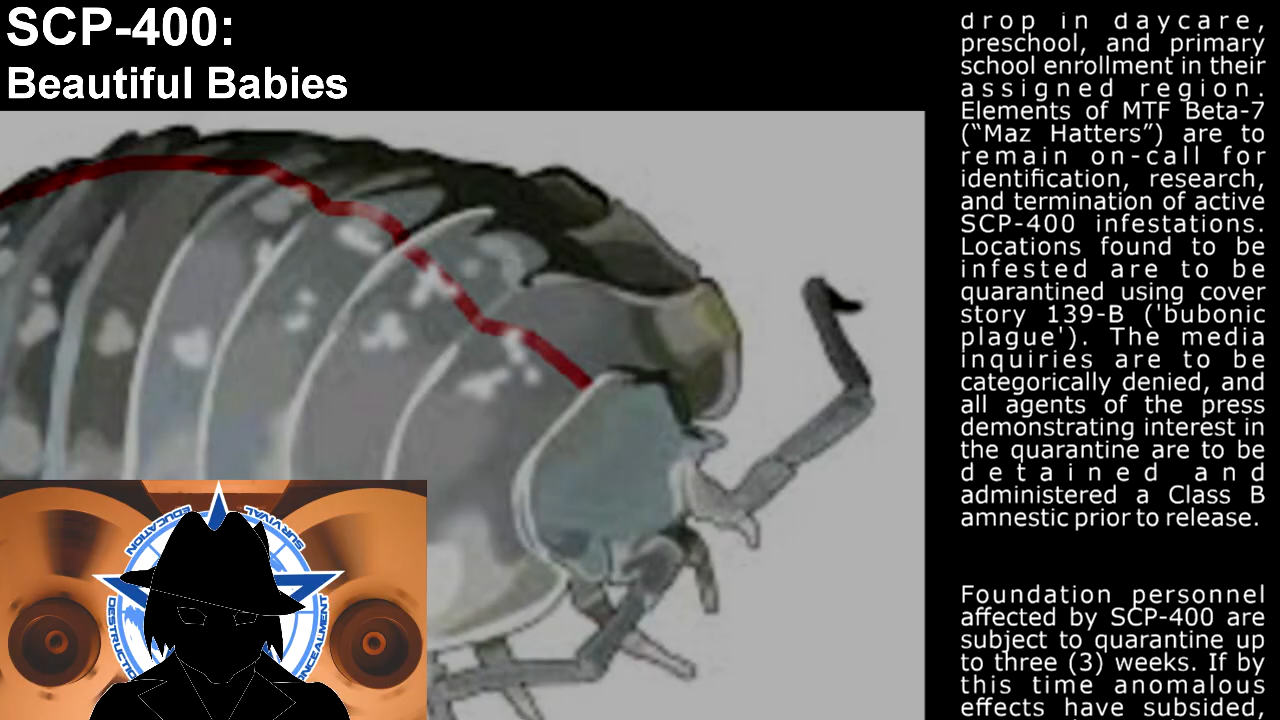 SCP-400:
Beautiful Babies
drop in daycare,
preschool, and primary
school enrollment in their
assigned region.
Elements of MTF Beta-7
(“Maz Hatters”) are to
remain on-call for
identification, research,
and termination of active
SCP-400 infestations.
Locations found to be
infested are to be
quarantined using cover
story 139-B ('bubonic
plague'). The media
inquiries are to be
categorically denied, and
all agents of the press
demonstrating interest in
the quarantine are to be
detained and
administered a Class B
amnestic prior to release.
Foundation personnel
affected by SCP-400 are
subject to quarantine up
to three (3) weeks. If by
this time anomalous
effects have subsided,
EDUCATION
SURVIVAL